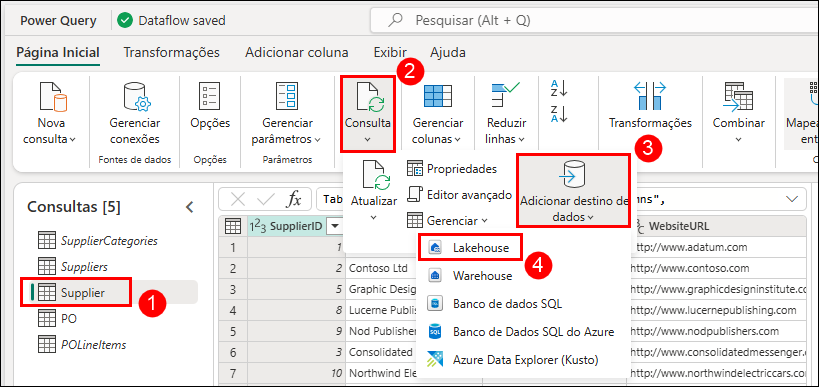 Power Query
Dataflow saved
Pesquisar (Alt + Q)
Página Inicial
Transformações
Adicionar coluna
Exibir
Ajuda
2
Nova
consulta
Gerenciar
conexões
Opções
Gerenciar
parâmetros
Consulta
Gerenciar
colunas
Reduzir
linhas
A
Z
Z
A
Transformações
Combinar
Mapea
ent
Fontes de dados
Opções
Parâmetros
3
Atualizar
Propriedades
Editor avançado
Gerenciar
Adicionar destino de
dados
Consultas [5]
fx
Tab
ns",
SupplierCategories
Suppliers
Supplier
1
PO
POLineItems
1²3 SupplierID
WebsiteURL
1
1
http://www.adatum.com
2
2
Contoso Ltd
http://www.contoso.com
3
5
Graphic Design
http://www.graphicdesigninstitute.c
4
8
Lucerne Publis
http://www.lucernepublishing.com
5
9
Nod Publisher
http://www.nodpublishers.com
6
3
Consolidated
http://www.consolidatedmessenger.
7
10
Northwind Ele
http://www.northwindelectriccars.co
Lakehouse
4
Warehouse
Banco de dados SQL
Banco de Dados SQL do Azure
Azure Data Explorer (Kusto)